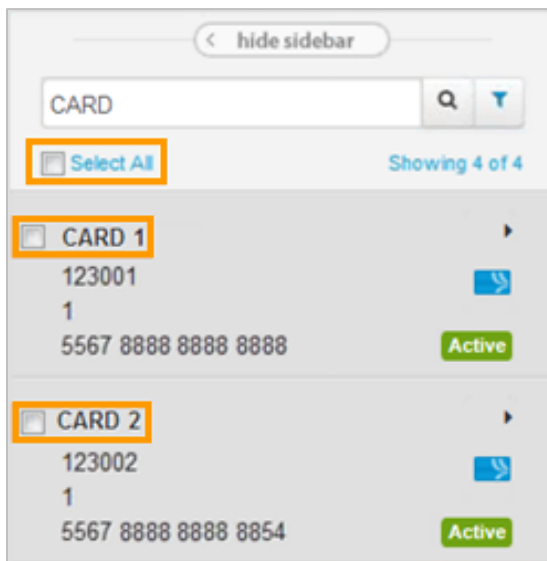 hide sidebar
CARD
Select All Showing 4 of 4
CARD 1
123001
1
5567 8888 8888 8888 Active
CARD 2
123002
1
5567 8888 8888 8854 Active